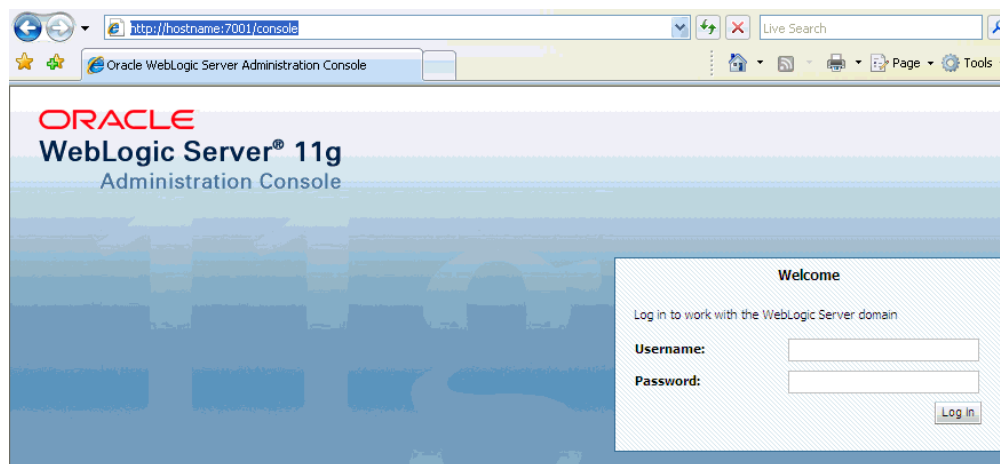 http://hostname:7001/console
Live Search
Oracle WebLogic Server Administration Console
Page
Tools
ORACLE
WebLogic Server® 11g
Administration Console
11g
Welcome
Log in to work with the WebLogic Server domain
Username:
Password:
Log In